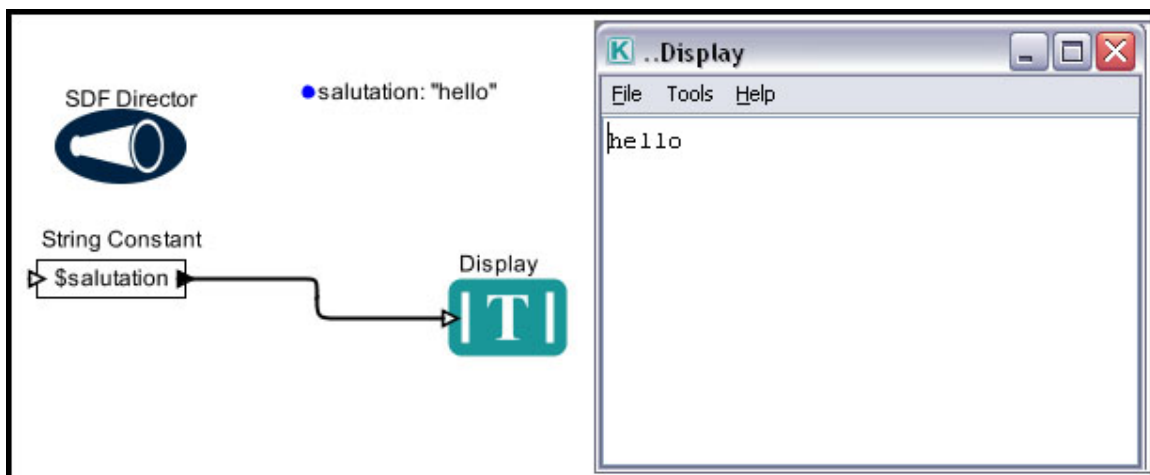 SDF Director
salutation: "hello"
String Constant
$salutation
Display
T
K ..Display
File Tools Help
hello